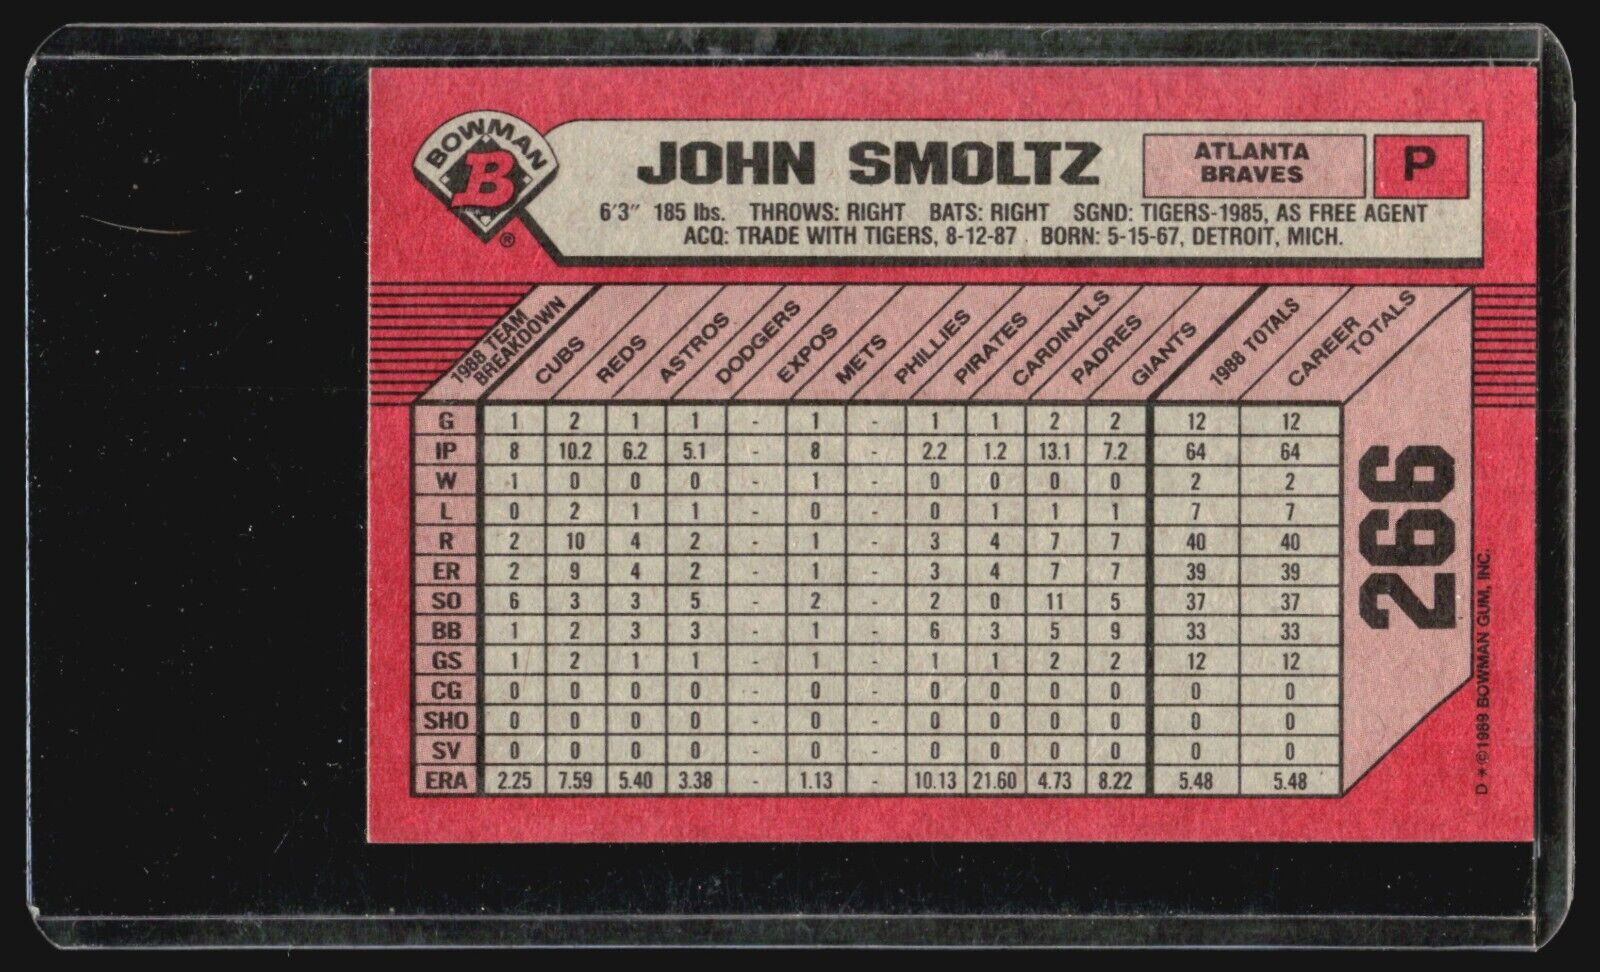 BOWMAN
B
®
JOHN SMOLTZ
ATLANTA
BRAVES
P
6'3" 185 lbs. THROWS: RIGHT BATS: RIGHT SGND: TIGERS-1985, AS FREE AGENT
ACQ: TRADE WITH TIGERS, 8-12-87 BORN: 5-15-67, DETROIT, MICH.
1988 TEAM
BREAKDOWN
CUBS
REDS
ASTROS
DODGERS
EXPOS
METS
PHILLIES
PIRATES
CARDINALS
PADRES
GIANTS
1988 TOTALS
CAREER
TOTALS
G 1 2 1 1 - 1 - 1 1 2 2 12 12
IP 8 10.2 6.2 5.1 - 8 - 2.2 1.2 13.1 7.2 64 64
W 1 0 0 0 - 1 - 0 0 0 0 2 2
L 0 2 1 1 - 0 - 0 1 1 1 7 7
R 2 10 4 2 - 1 - 3 4 7 7 40 40
ER 2 9 4 2 - 1 - 3 4 7 7 39 39
SO 6 3 3 5 - 2 - 2 0 11 5 37 37
BB 1 2 3 3 - 1 - 6 3 5 9 33 33
GS 1 2 1 1 - 1 - 1 1 2 2 12 12
CG 0 0 0 0 - 0 - 0 0 0 0 0 0
SHO 0 0 0 0 - 0 - 0 0 0 0 0 0
SV 0 0 0 0 - 0 - 0 0 0 0 0 0
ERA 2.25 7.59 5.40 3.38 - 1.13 - 10.13 21.60 4.73 8.22 5.48 5.48
266
D*©1989 BOWMAN GUM, INC.